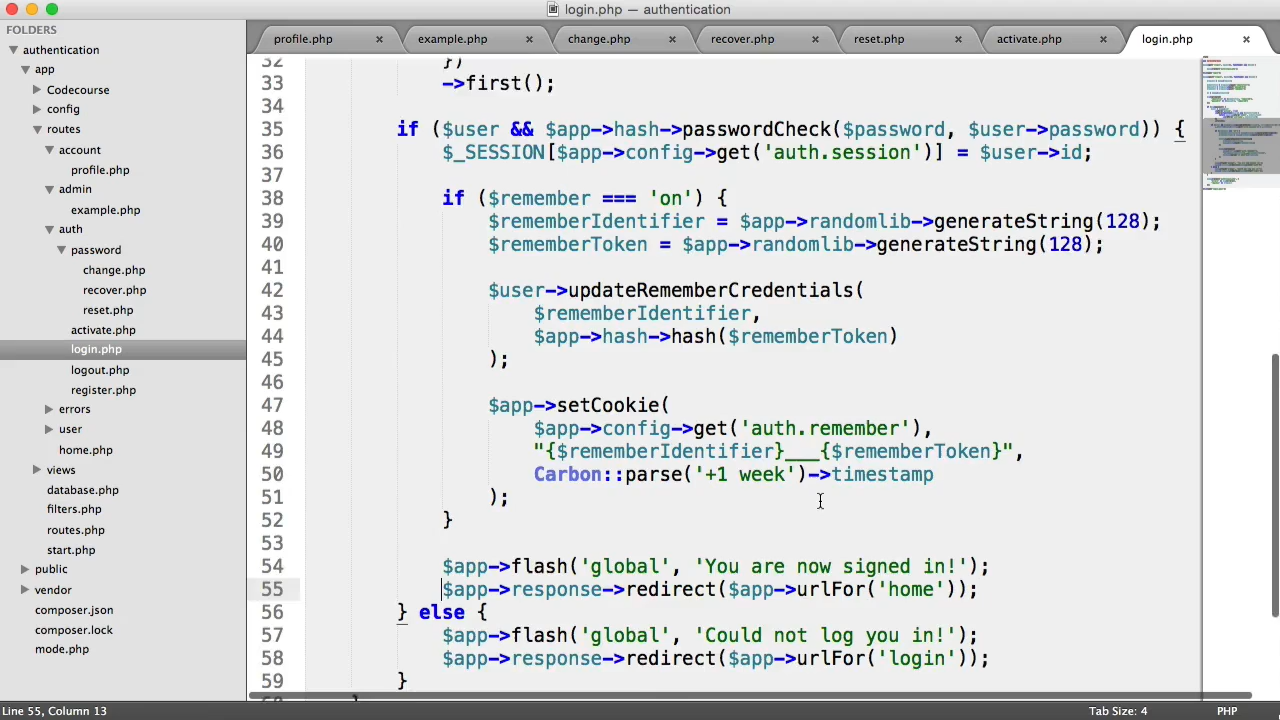 login.php — authentication
FOLDERS
authentication
app
Codecourse
config
routes
account
profile.php
admin
example.php
auth
password
change.php
recover.php
reset.php
activate.php
login.php
logout.php
register.php
errors
user
home.php
views
database.php
filters.php
routes.php
start.php
public
vendor
composer.json
composer.lock
mode.php
profile.php × example.php × change.php × recover.php × reset.php × activate.php × login.php ×
32 })
33 ->first();
34
35 if ($user && $app->hash->passwordCheck($password, $user->password)) {
36 $_SESSION[$app->config->get('auth.session')] = $user->id;
37
38 if ($remember === 'on') {
39 $rememberIdentifier = $app->randomlib->generateString(128);
40 $rememberToken = $app->randomlib->generateString(128);
41
42 $user->updateRememberCredentials(
43 $rememberIdentifier,
44 $app->hash->hash($rememberToken)
45 );
46
47 $app->setCookie(
48 $app->config->get('auth.remember'),
49 "{$rememberIdentifier}___{$rememberToken}",
50 Carbon::parse('+1 week')->timestamp
51 );
52 }
53
54 $app->flash('global', 'You are now signed in!');
55 $app->response->redirect($app->urlFor('home'));
56 } else {
57 $app->flash('global', 'Could not log you in!');
58 $app->response->redirect($app->urlFor('login'));
59 }
Line 55, Column 13
Tab Size: 4
PHP